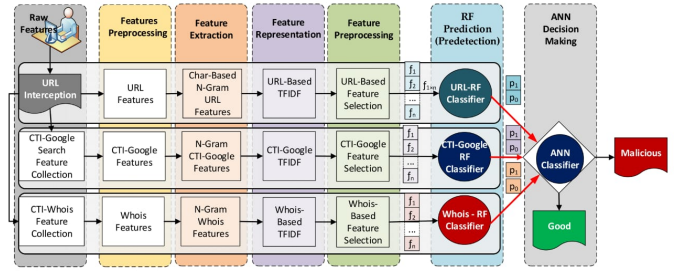 Raw
Features
Features
Preprocessing
Feature
Extraction
Feature
Representation
Feature
Preprocessing
RF
Prediction
(Predetection)
ANN
Decision
Making
URL
Interception
URL
Features
Char-Based
N-Gram
URL
Features
URL-Based
TFIDF
URL-Based
Feature
Selection
f1
f2
...
fn
f1×n
URL-RF
Classifier
p1
p0
CTI-Google
Search
Feature
Collection
CTI-Google
Features
N-Gram
CTI-Google
Features
CTI-Google
TFIDF
CTI-Google
Feature
Selection
f1
f2
...
fn
CTI-Google
RF
Classifier
p1
p0
ANN
Classifier
Malicious
CTI-Whois
Feature
Collection
Whois
Features
N-Gram
Whois
Features
Whois-
Based
TFIDF
Whois-
Based
Feature
Selection
f1
f2
...
fn
Whois - RF
Classifier
p1
p0
Good